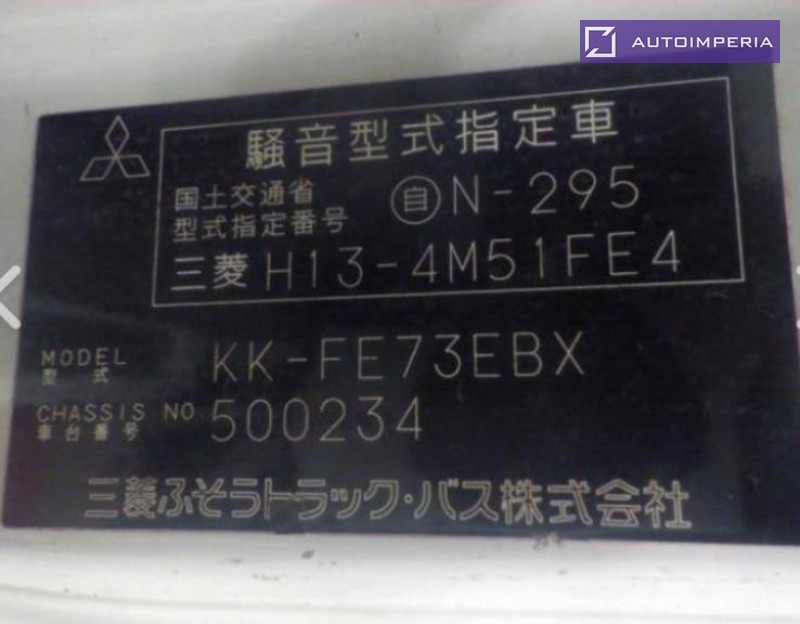 AUTOIMPERIA
騒音型式指定車
国土交通省
型式指定番号
自 N-295
三菱 H13-4M51FE4
MODEL
型式
KK-FE73EBX
CHASSIS NO.
車台番号
500234
三菱ふそうトラック・バス株式会社